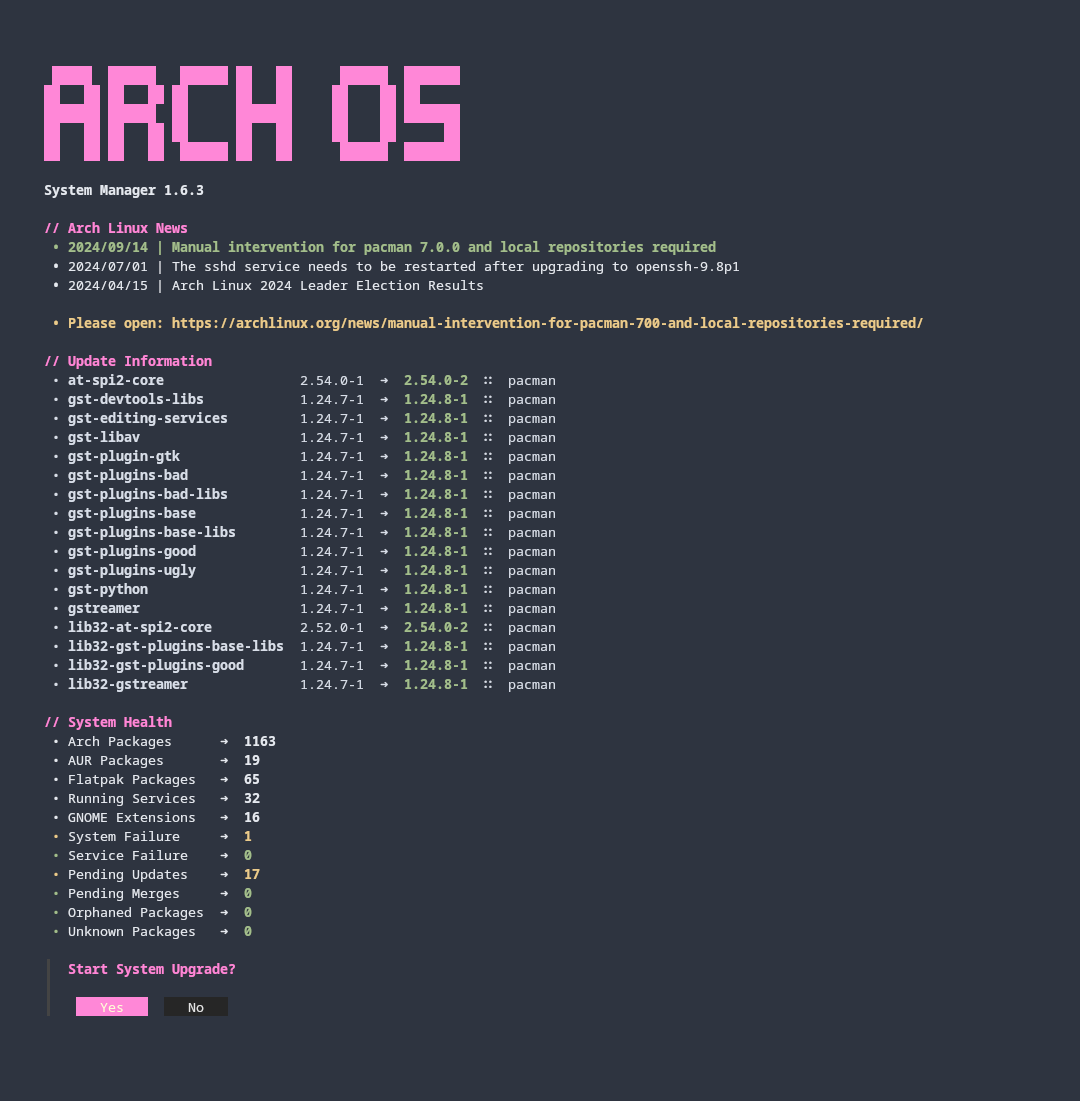 ARCH OS
System Manager 1.6.3
// Arch Linux News
• 2024/09/14 | Manual intervention for pacman 7.0.0 and local repositories required
• 2024/07/01 | The sshd service needs to be restarted after upgrading to openssh-9.8p1
• 2024/04/15 | Arch Linux 2024 Leader Election Results
• Please open: https://archlinux.org/news/manual-intervention-for-pacman-700-and-local-repositories-required/
// Update Information
• at-spi2-core 2.54.0-1 → 2.54.0-2 :: pacman
• gst-devtools-libs 1.24.7-1 → 1.24.8-1 :: pacman
• gst-editing-services 1.24.7-1 → 1.24.8-1 :: pacman
• gst-libav 1.24.7-1 → 1.24.8-1 :: pacman
• gst-plugin-gtk 1.24.7-1 → 1.24.8-1 :: pacman
• gst-plugins-bad 1.24.7-1 → 1.24.8-1 :: pacman
• gst-plugins-bad-libs 1.24.7-1 → 1.24.8-1 :: pacman
• gst-plugins-base 1.24.7-1 → 1.24.8-1 :: pacman
• gst-plugins-base-libs 1.24.7-1 → 1.24.8-1 :: pacman
• gst-plugins-good 1.24.7-1 → 1.24.8-1 :: pacman
• gst-plugins-ugly 1.24.7-1 → 1.24.8-1 :: pacman
• gst-python 1.24.7-1 → 1.24.8-1 :: pacman
• gstreamer 1.24.7-1 → 1.24.8-1 :: pacman
• lib32-at-spi2-core 2.52.0-1 → 2.54.0-2 :: pacman
• lib32-gst-plugins-base-libs 1.24.7-1 → 1.24.8-1 :: pacman
• lib32-gst-plugins-good 1.24.7-1 → 1.24.8-1 :: pacman
• lib32-gstreamer 1.24.7-1 → 1.24.8-1 :: pacman
// System Health
• Arch Packages → 1163
• AUR Packages → 19
• Flatpak Packages → 65
• Running Services → 32
• GNOME Extensions → 16
• System Failure → 1
• Service Failure → 0
• Pending Updates → 17
• Pending Merges → 0
• Orphaned Packages → 0
• Unknown Packages → 0
Start System Upgrade?
Yes No